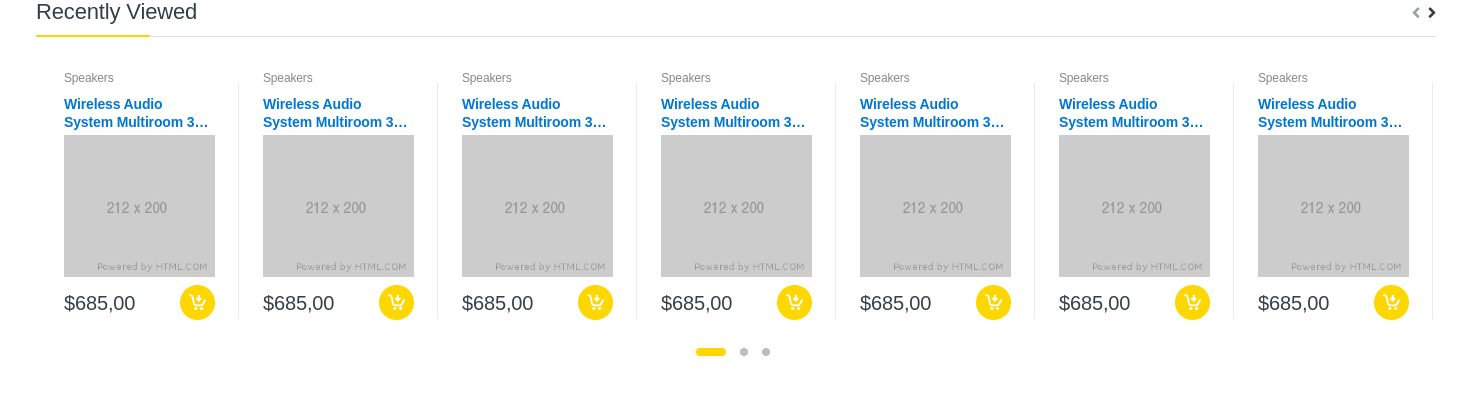 Recently Viewed
Speakers
Wireless Audio
System Multiroom 3…
212 x 200
Powered by HTML.COM
$685,00
Speakers
Wireless Audio
System Multiroom 3…
212 x 200
Powered by HTML.COM
$685,00
Speakers
Wireless Audio
System Multiroom 3…
212 x 200
Powered by HTML.COM
$685,00
Speakers
Wireless Audio
System Multiroom 3…
212 x 200
Powered by HTML.COM
$685,00
Speakers
Wireless Audio
System Multiroom 3…
212 x 200
Powered by HTML.COM
$685,00
Speakers
Wireless Audio
System Multiroom 3…
212 x 200
Powered by HTML.COM
$685,00
Speakers
Wireless Audio
System Multiroom 3…
212 x 200
Powered by HTML.COM
$685,00